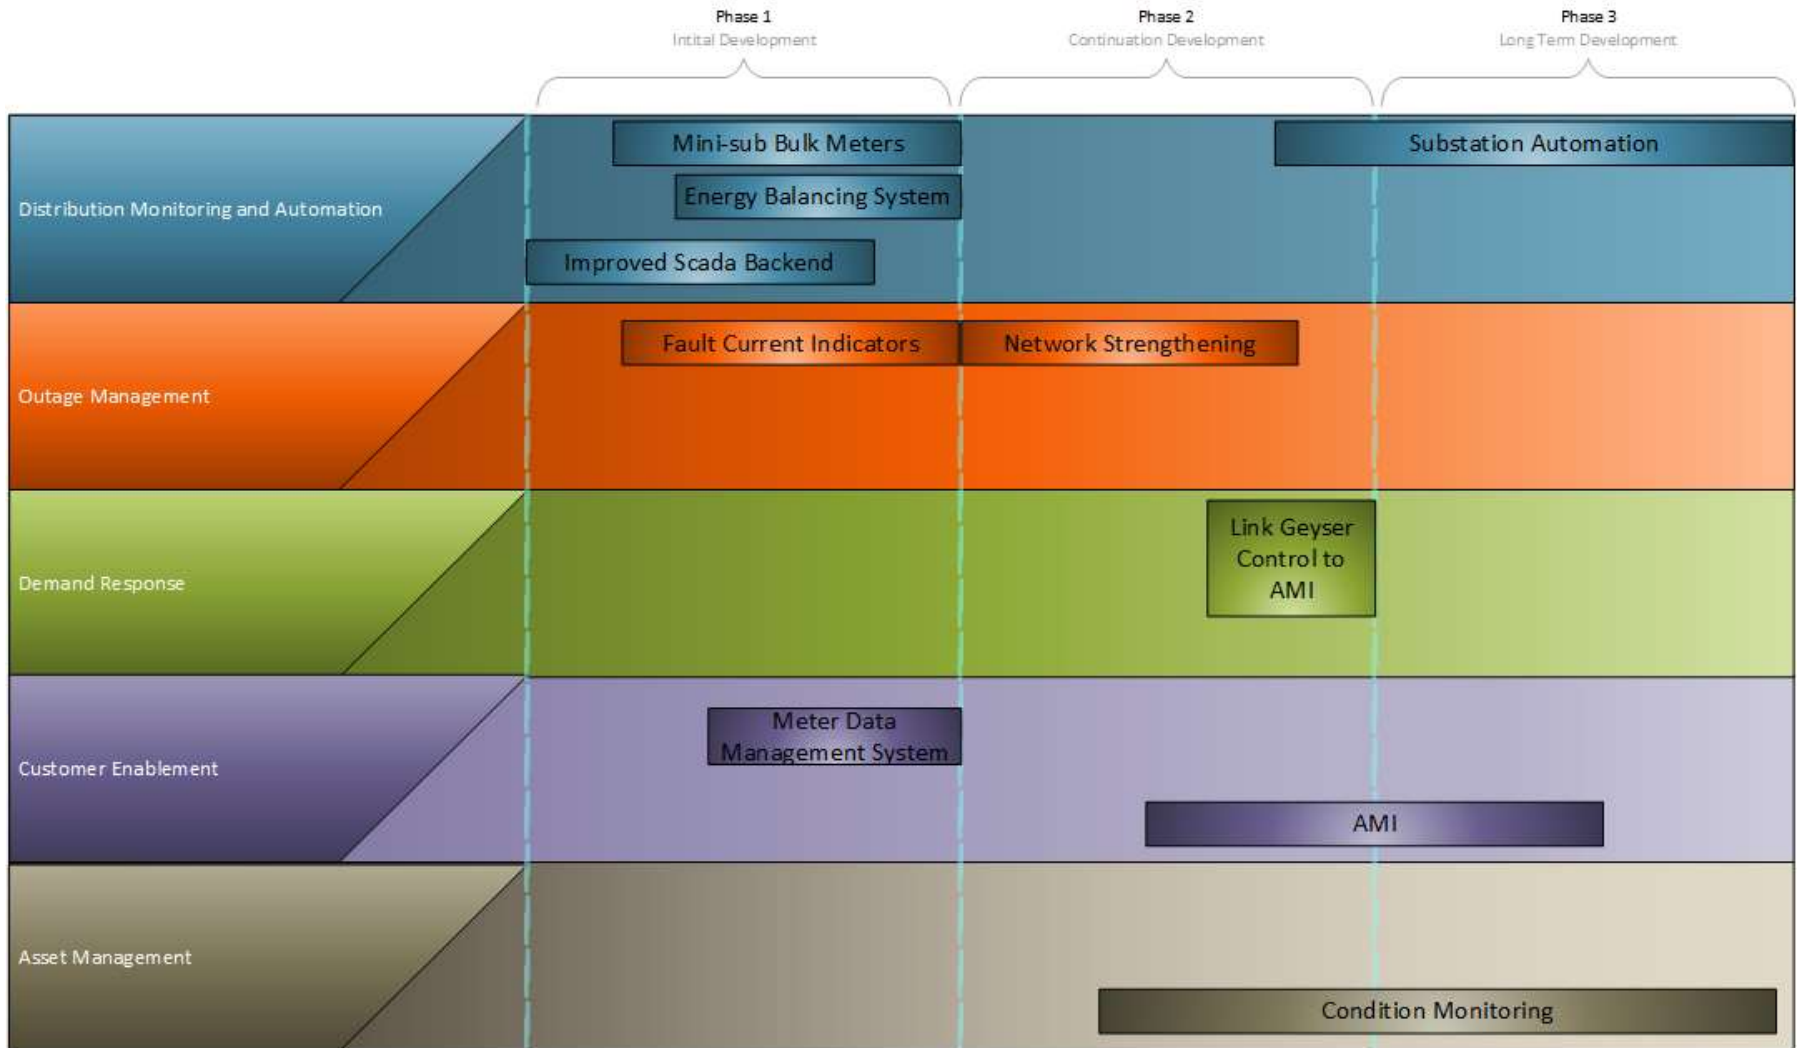 Phase 1
Intital Development
Phase 2
Continuation Development
Phase 3
Long Term Development
Distribution Monitoring and Automation
Mini-sub Bulk Meters
Substation Automation
Energy Balancing System
Improved Scada Backend
Outage Management
Fault Current Indicators
Network Strengthening
Demand Response
Link Geyser
Control to
AMI
Customer Enablement
Meter Data
Management System
AMI
Asset Management
Condition Monitoring